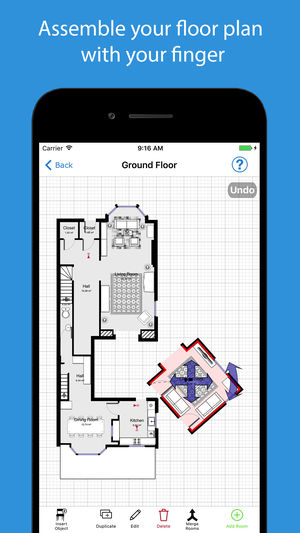 Assemble your floor plan
with your finger
Carrier 9:16 AM
Back Ground Floor ?
Undo
Closet Closet
Living Room
Hall
Hall
Dining Room Kitchen
Insert Object Duplicate Edit Delete Merge Rooms Add Room